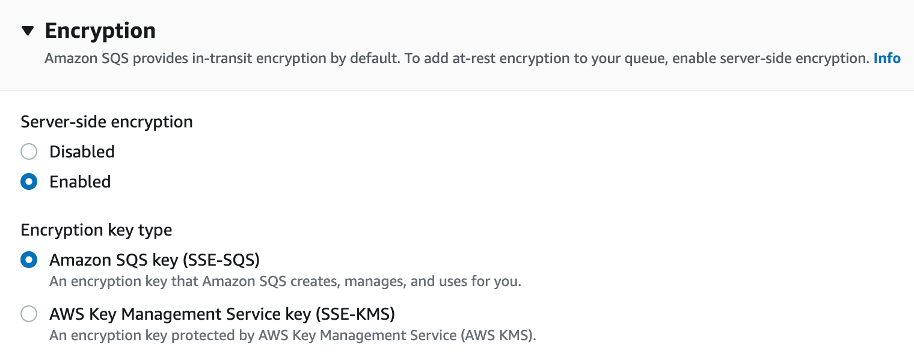 Encryption
Amazon SQS provides in-transit encryption by default. To add at-rest encryption to your queue, enable server-side encryption. Info
Server-side encryption
Disabled
Enabled
Encryption key type
Amazon SQS key (SSE-SQS)
An encryption key that Amazon SQS creates, manages, and uses for you.
AWS Key Management Service key (SSE-KMS)
An encryption key protected by AWS Key Management Service (AWS KMS).